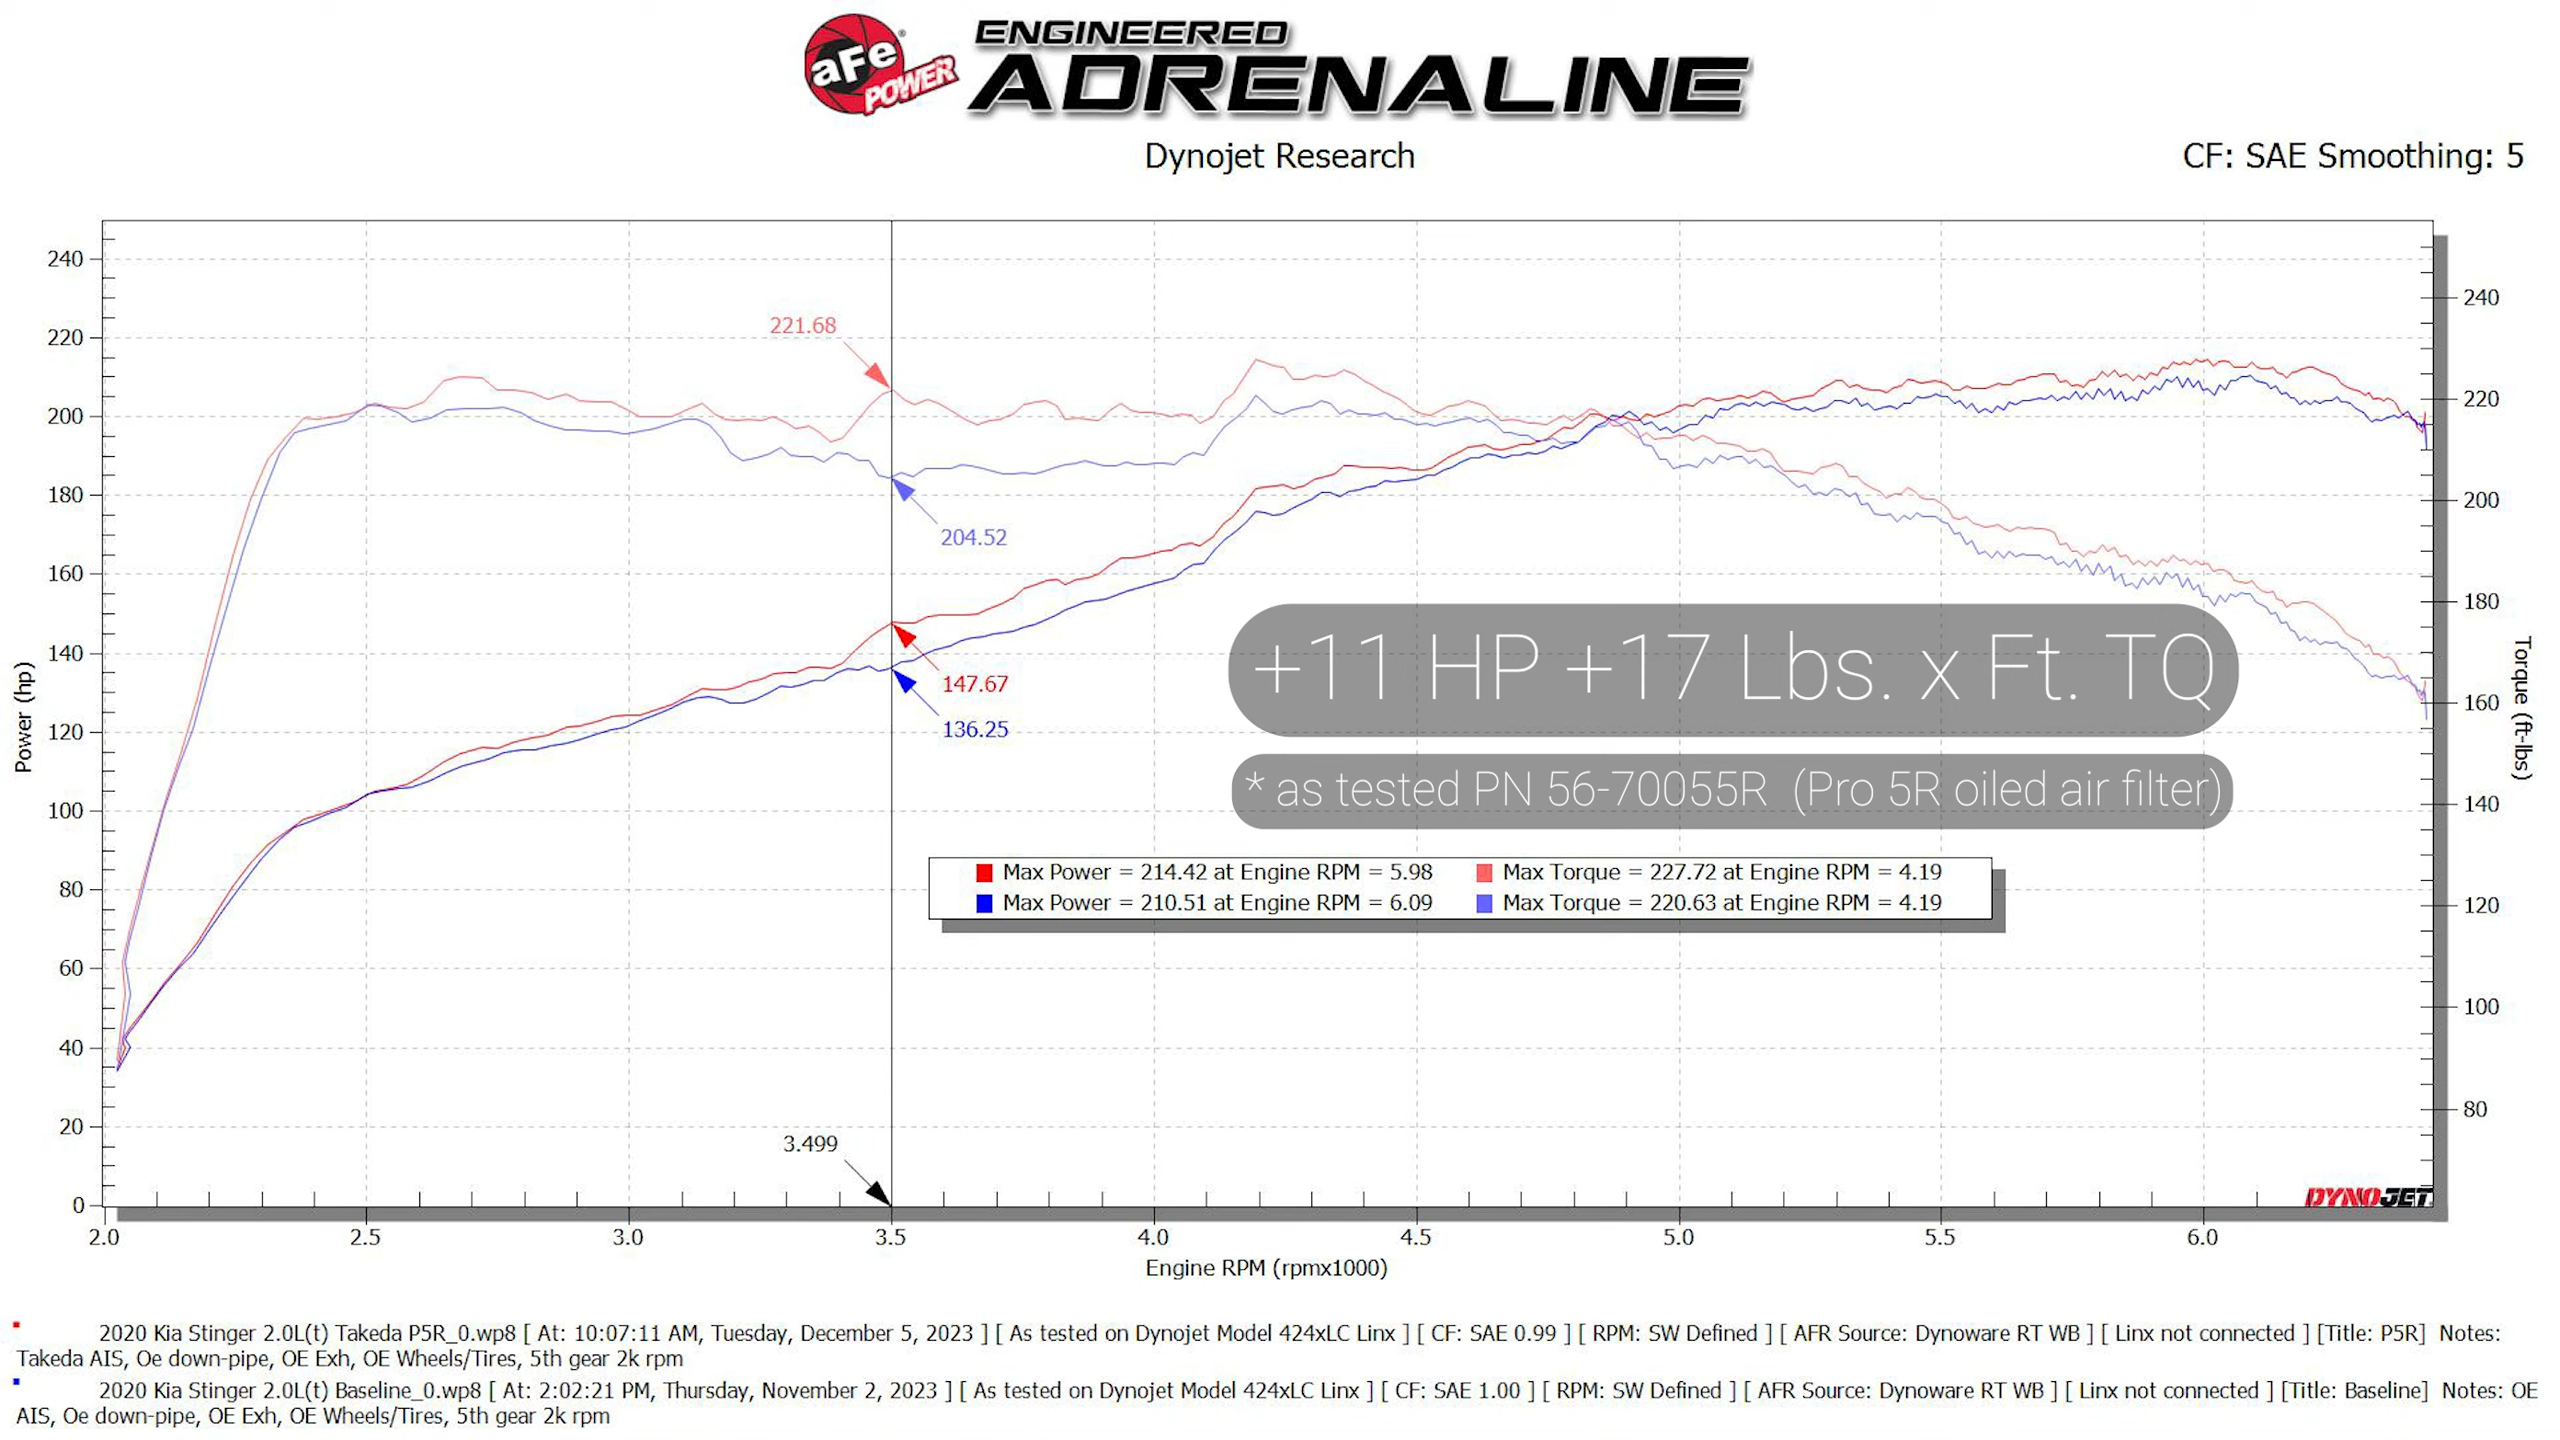 aFe POWER ®
ENGINEERED
ADRENALINE
Dynojet Research
CF: SAE Smoothing: 5
240
220
200
180
160
140
120
100
80
60
40
20
0
Power (hp)
221.68
204.52
147.67
136.25
3.499
+11 HP +17 Lbs. x Ft. TQ
* as tested PN 56-70055R (Pro 5R oiled air filter)
Max Power = 214.42 at Engine RPM = 5.98 Max Torque = 227.72 at Engine RPM = 4.19
Max Power = 210.51 at Engine RPM = 6.09 Max Torque = 220.63 at Engine RPM = 4.19
240
220
200
180
160
140
120
100
80
Torque (ft-lbs)
DYNOJET
2.0 2.5 3.0 3.5 4.0 4.5 5.0 5.5 6.0
Engine RPM (rpmx1000)
2020 Kia Stinger 2.0L(t) Takeda P5R_0.wp8 [ At: 10:07:11 AM, Tuesday, December 5, 2023 ] [ As tested on Dynojet Model 424xLC Linx ] [ CF: SAE 0.99 ] [ RPM: SW Defined ] [ AFR Source: Dynoware RT WB ] [ Linx not connected ] [Title: P5R] Notes:
Takeda AIS, Oe down-pipe, OE Exh, OE Wheels/Tires, 5th gear 2k rpm
2020 Kia Stinger 2.0L(t) Baseline_0.wp8 [ At: 2:02:21 PM, Thursday, November 2, 2023 ] [ As tested on Dynojet Model 424xLC Linx ] [ CF: SAE 1.00 ] [ RPM: SW Defined ] [ AFR Source: Dynoware RT WB ] [ Linx not connected ] [Title: Baseline] Notes: OE
AIS, Oe down-pipe, OE Exh, OE Wheels/Tires, 5th gear 2k rpm